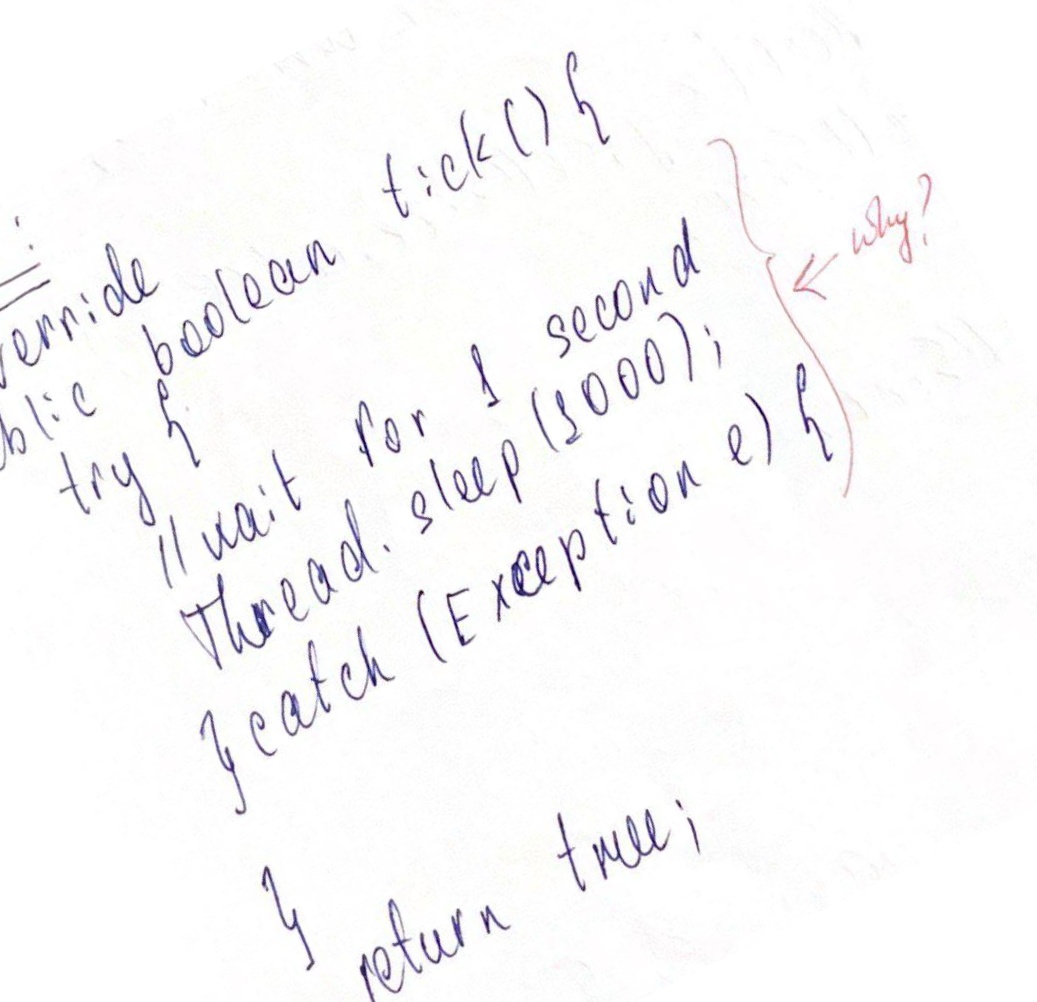 :
verride
blic boolean tick() {
try {
//wait for 1 second
Thread.sleep(1000);
} catch (Exception e) {
}
return true;
← why?